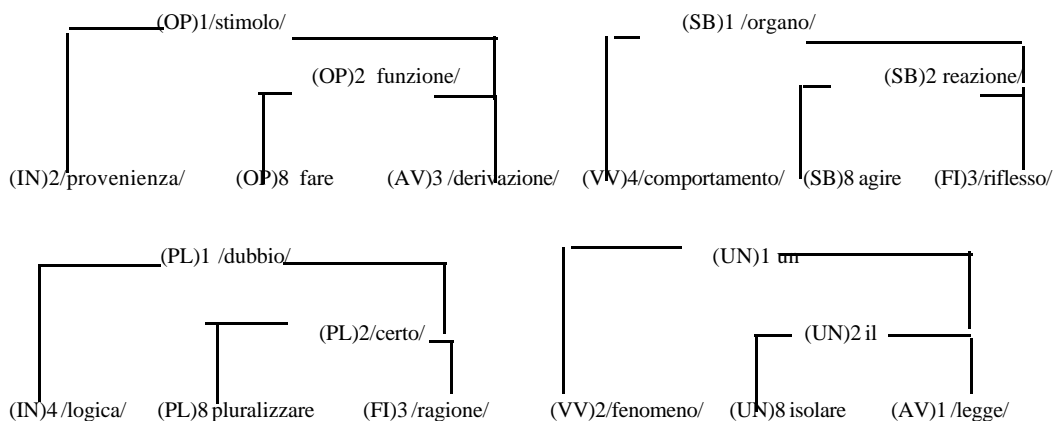 (OP)1/stimolo/ (SB)1 /organo/
(OP)2 funzione/ (SB)2 reazione/
(IN)2/provenienza/ (OP)8 fare (AV)3 /derivazione/ (VV)4/comportamento/ (SB)8 agire (FI)3/riflesso/
(PL)1 /dubbio/ (UN)1 un
(PL)2/certo/ (UN)2 il
(IN)4 /logica/ (PL)8 pluralizzare (FI)3 /ragione/ (VV)2/fenomeno/ (UN)8 isolare (AV)1 /legge/